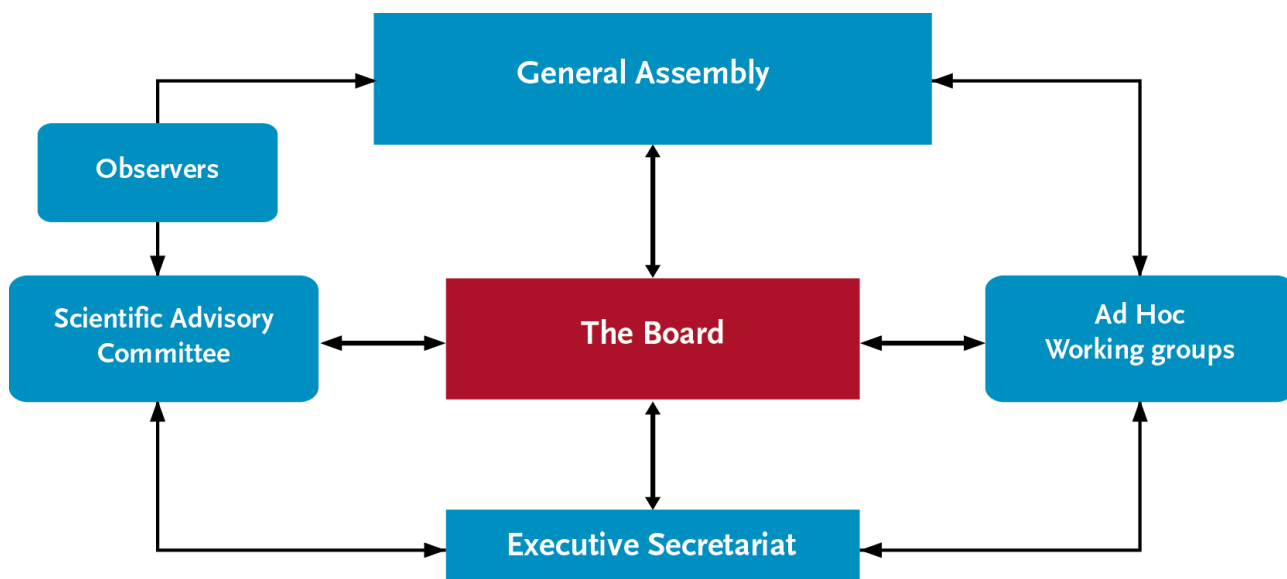 General Assembly
Observers
Scientific Advisory
Committee
The Board
Ad Hoc
Working groups
Executive Secretariat